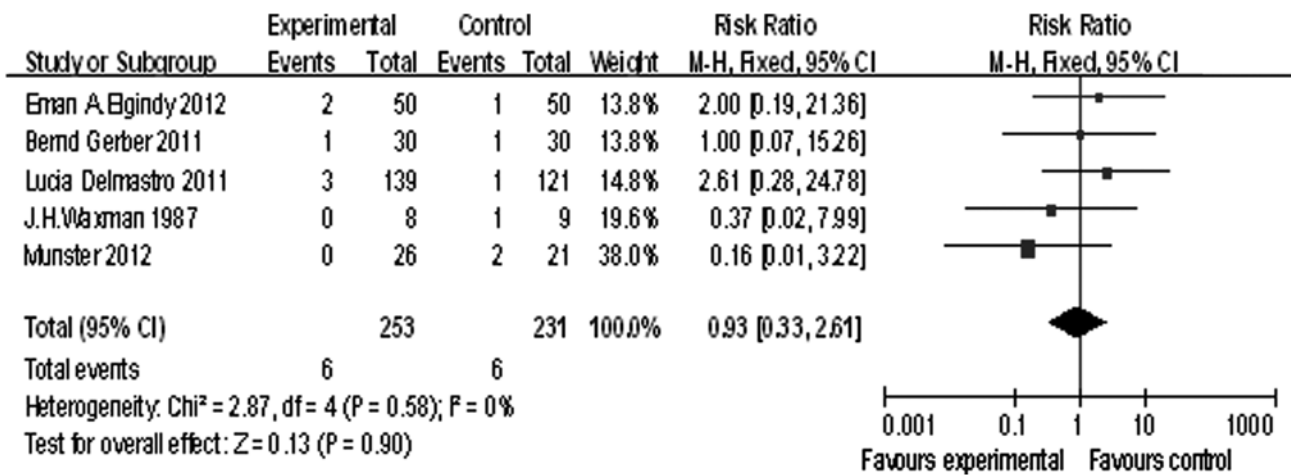 Experimental Control Risk Ratio Risk Ratio
Study or Subgroup Events Total Events Total Weight M-H, Fixed, 95% CI M-H, Fixed, 95% CI
Eman A.Elgindy 2012 2 50 1 50 13.8% 2.00 [0.19, 21.36]
Bernd Gerber 2011 1 30 1 30 13.8% 1.00 [0.07, 15.26]
Lucia Delmastro 2011 3 139 1 121 14.8% 2.61 [0.28, 24.78]
J.H.Waxman 1987 0 8 1 9 19.6% 0.37 [0.02, 7.99]
Munster 2012 0 26 2 21 38.0% 0.16 [0.01, 3.22]
Total (95% CI) 253 231 100.0% 0.93 [0.33, 2.61]
Total events 6 6
Heterogeneity: Chi² = 2.87, df = 4 (P = 0.58); I² = 0%
Test for overall effect: Z = 0.13 (P = 0.90)
0.001 0.1 1 10 1000
Favours experimental Favours control